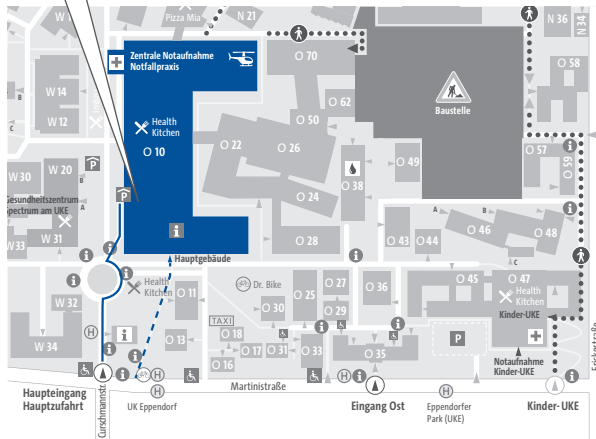 Pizza Mia
N 21
N 36
N 34
O 70
Zentrale Notaufnahme
Notfallpraxis
O 58
W 14
B
C
W 12
Health
Kitchen
O 10
O 62
O 50
O 22
O 26
Baustelle
O 57
O 59
O 49
O 38
O 24
W 30
W 20
B
A
Gesundheitszentrum
Spectrum am UKE
W 33
W 31
O 28
O 43
O 44
A
B
O 46
O 48
C
Hauptgebäude
Health
Kitchen
O 11
Dr. Bike
O 25
O 27
O 29
O 30
O 36
O 45
O 47
Health
Kitchen
Kinder-UKE
W 32
W 34
H
O 13
TAXI
O 18
O 17
O 16
O 31
O 33
O 35
P
Notaufnahme
Kinder-UKE
Martinistraße
Haupteingang
Hauptzufahrt
Curschmannstr.
H
UK Eppendorf
H
Eingang Ost
H
Eppendorfer
Park (UKE)
Kinder- UKE